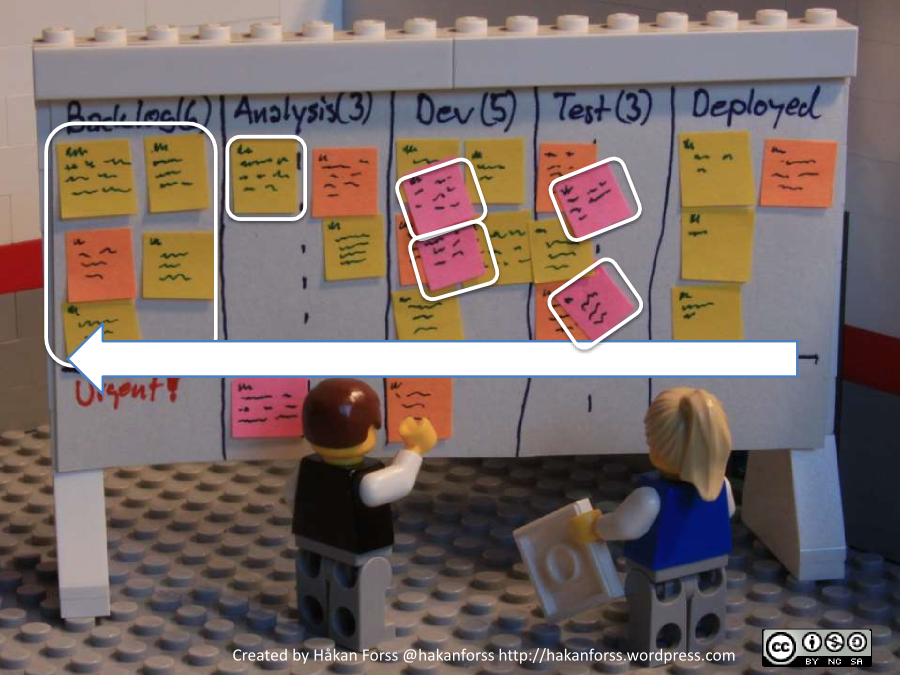 Backlog(6) Analysis(3) Dev(5) Test(3) Deployed
Urgent!
Created by Håkan Forss @hakanforss http://hakanforss.wordpress.com
cc BY NC SA